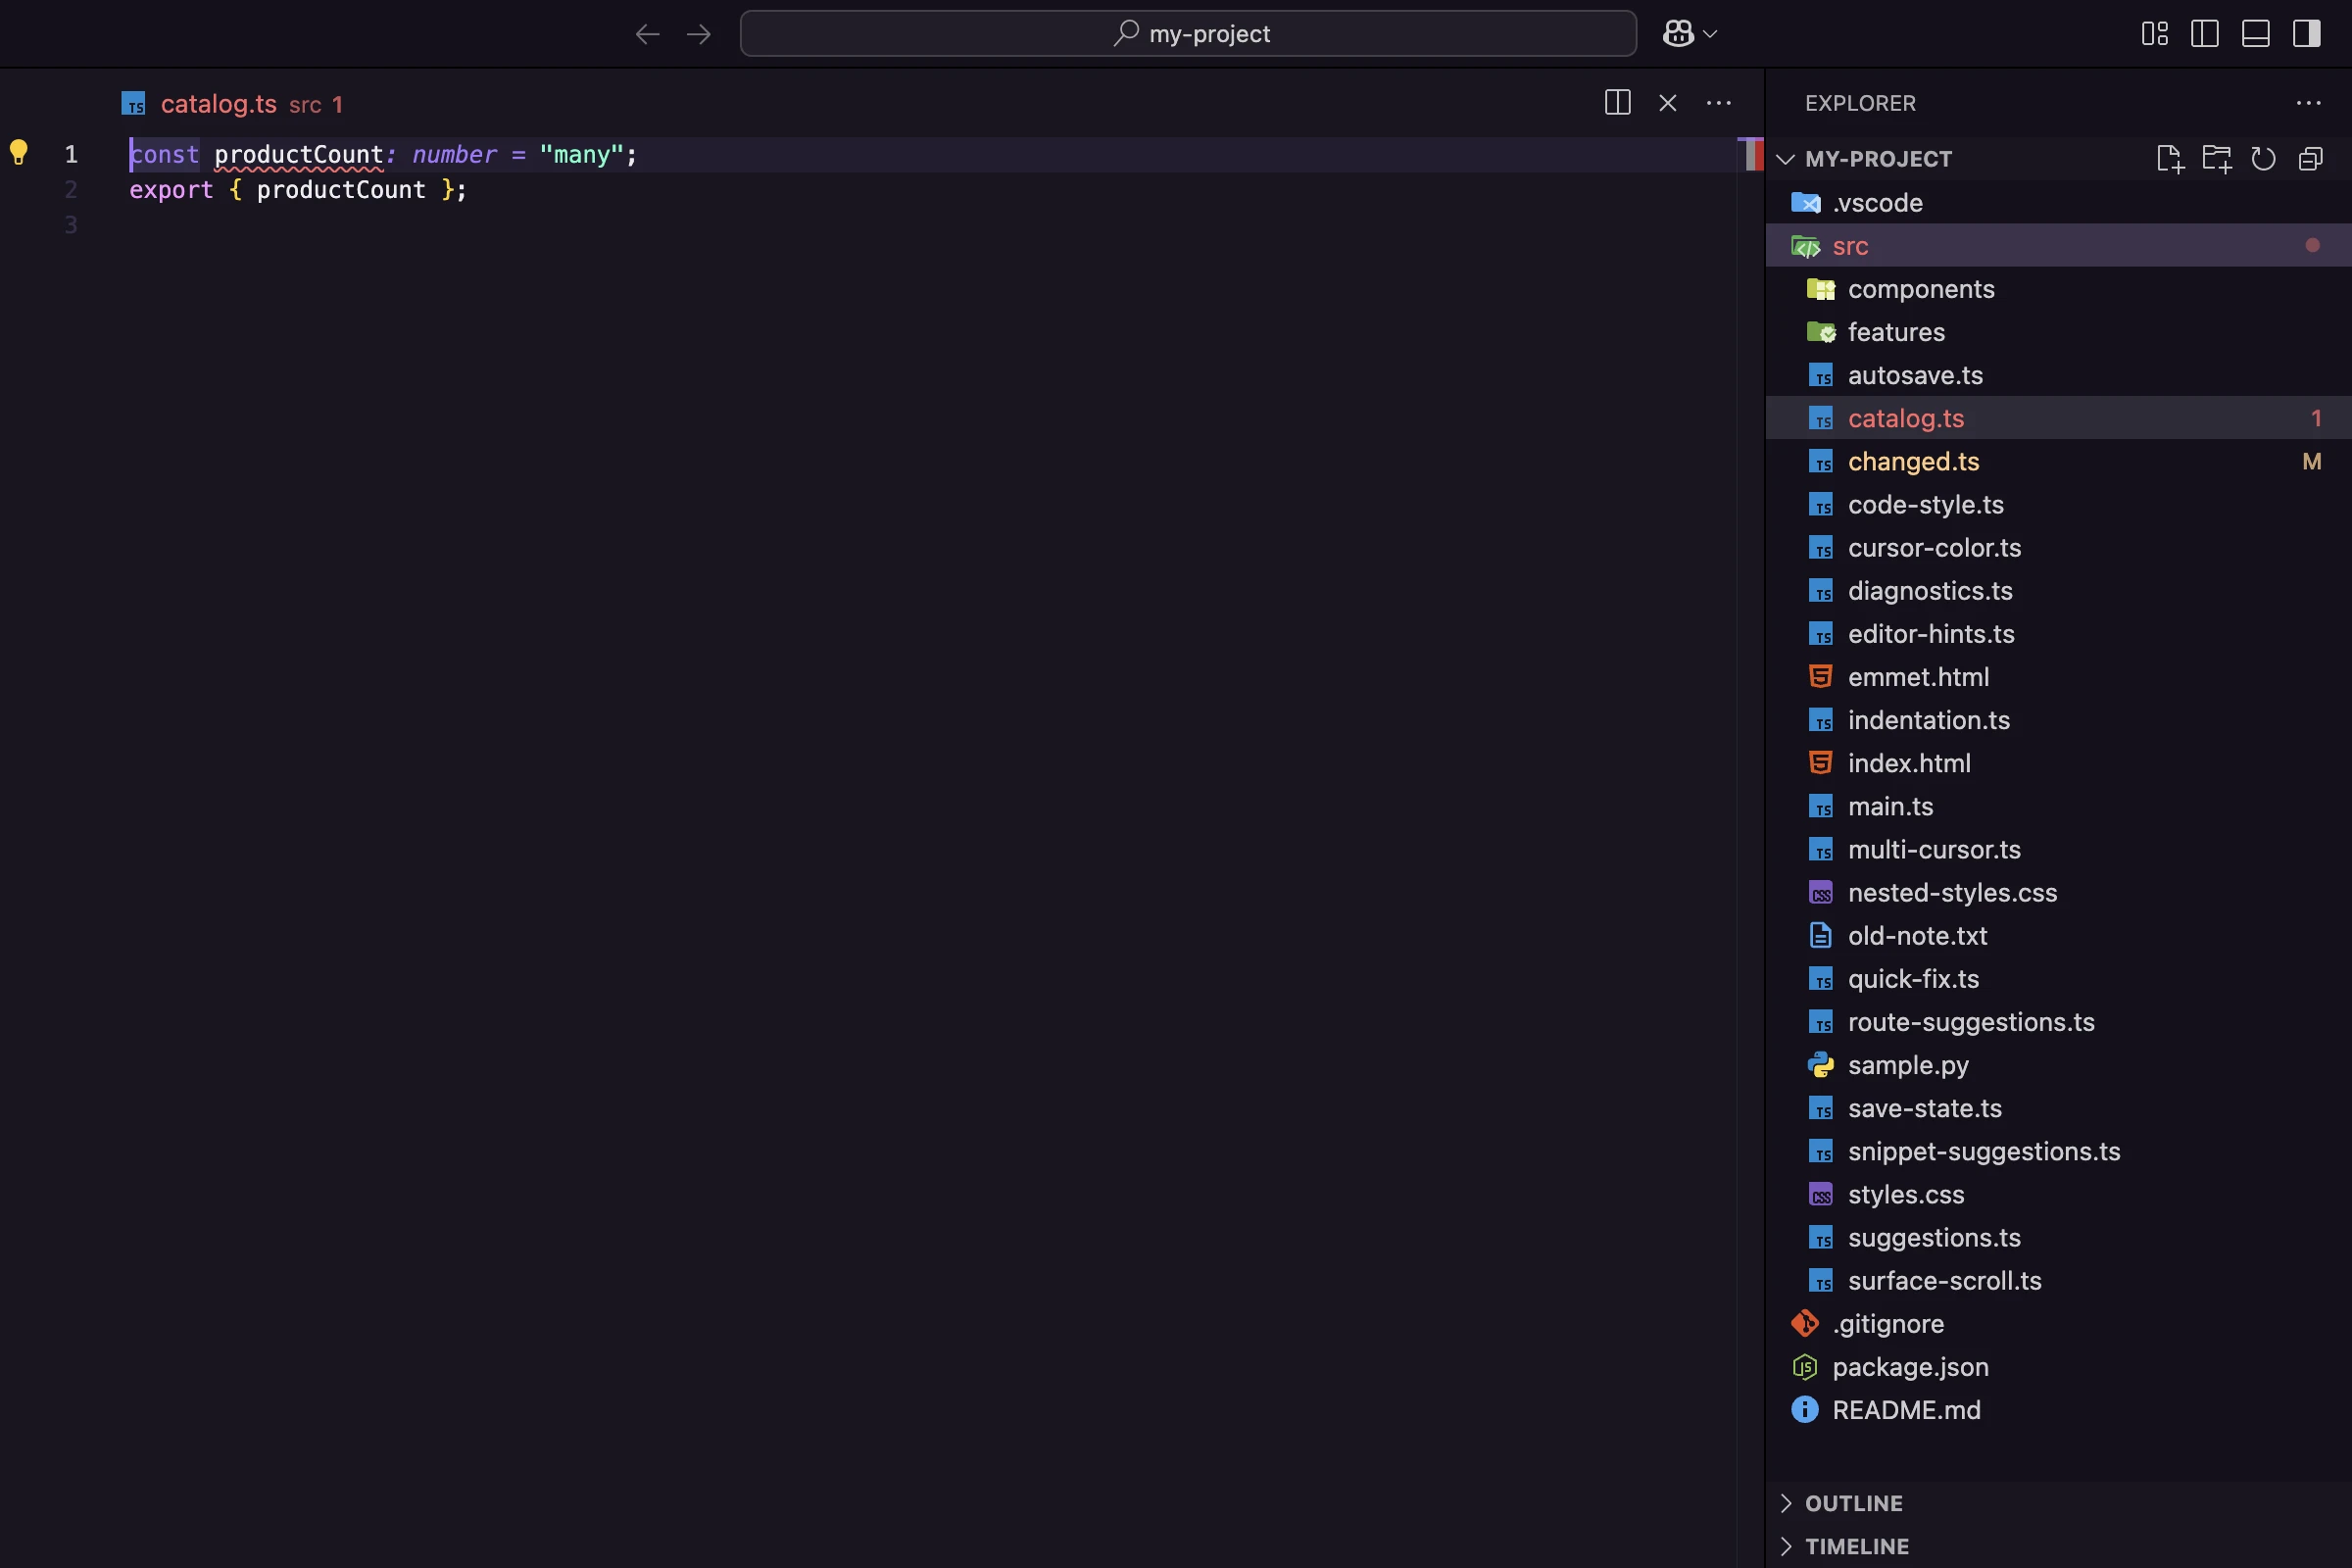 my-project
catalog.ts src 1
1 const productCount: number = "many";
2 export { productCount };
3
EXPLORER
MY-PROJECT
.vscode
src
components
features
autosave.ts
catalog.ts 1
changed.ts M
code-style.ts
cursor-color.ts
diagnostics.ts
editor-hints.ts
emmet.html
indentation.ts
index.html
main.ts
multi-cursor.ts
nested-styles.css
old-note.txt
quick-fix.ts
route-suggestions.ts
sample.py
save-state.ts
snippet-suggestions.ts
styles.css
suggestions.ts
surface-scroll.ts
.gitignore
package.json
README.md
OUTLINE
TIMELINE